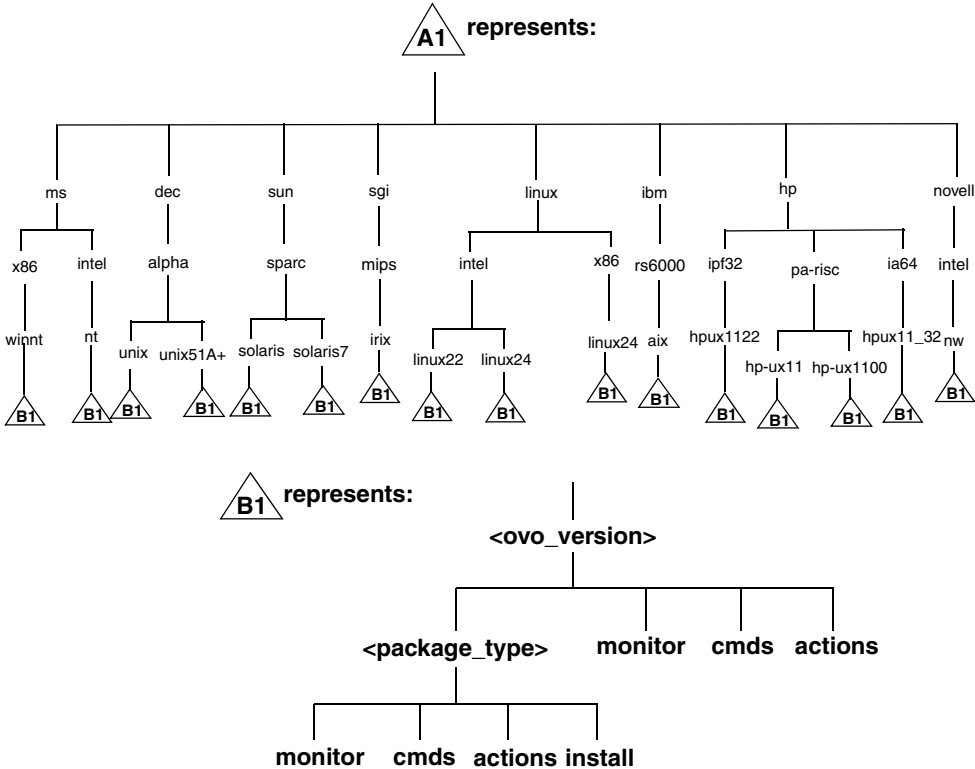 A1 represents:
ms dec sun sgi linux ibm hp novell
x86 intel alpha sparc mips intel x86 rs6000 ipf32 pa-risc ia64 intel
winnt nt unix unix51A+ solaris solaris7 irix linux22 linux24 linux24 aix hpux1122 hp-ux11 hp-ux1100 hpux11_32 nw
B1 B1 B1 B1 B1 B1 B1 B1 B1 B1 B1 B1 B1 B1 B1 B1
B1 represents:
<ovo_version>
<package_type> monitor cmds actions
monitor cmds actions install